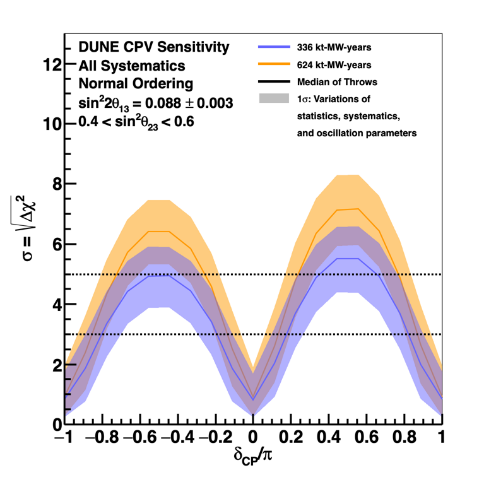 DUNE CPV Sensitivity
All Systematics
Normal Ordering
sin²2θ₁₃ = 0.088 ± 0.003
0.4 < sin²θ₂₃ < 0.6
336 kt-MW-years
624 kt-MW-years
Median of Throws
1σ: Variations of
statistics, systematics,
and oscillation parameters
σ = √Δχ²
12
10
8
6
4
2
0
−1 −0.8 −0.6 −0.4 −0.2 0 0.2 0.4 0.6 0.8 1
δCP/π